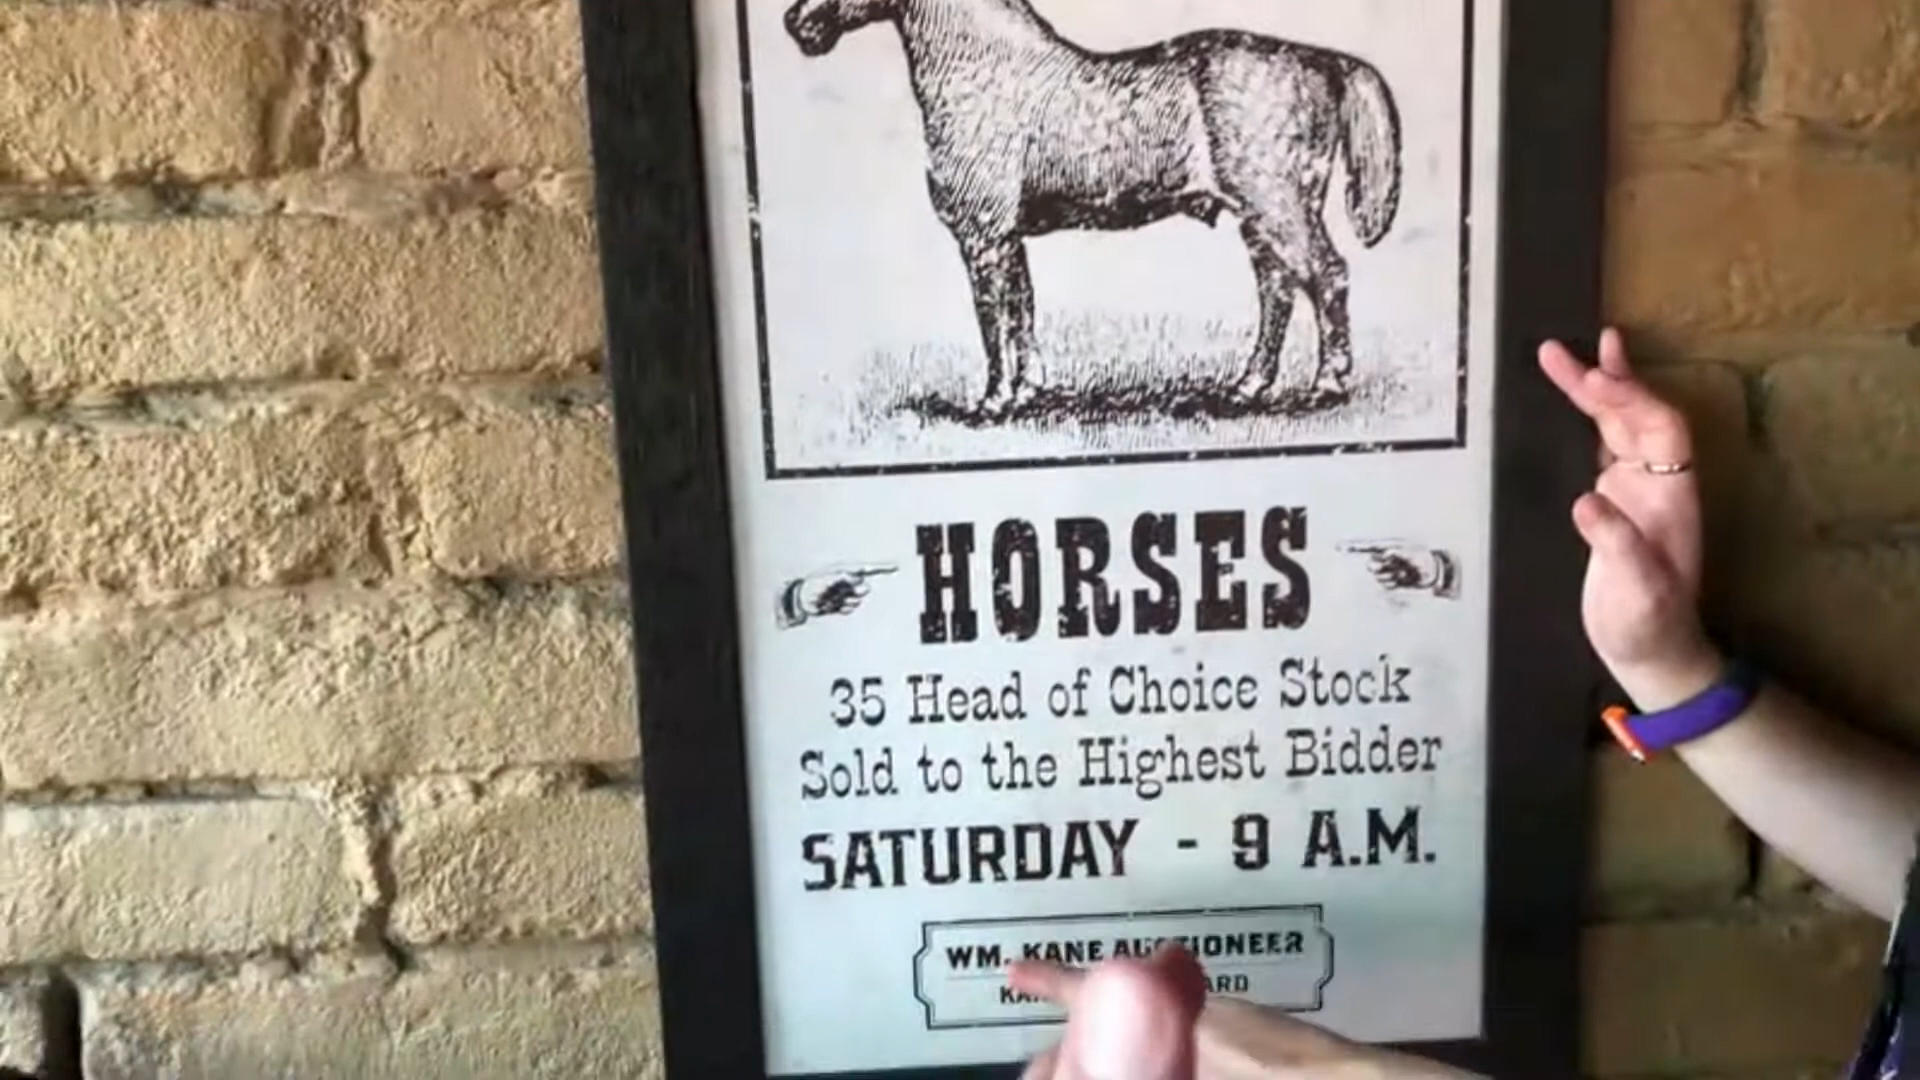 HORSES
35 Head of Choice Stock
Sold to the Highest Bidder
SATURDAY - 9 A.M.
WM. KANE AUCTIONEER